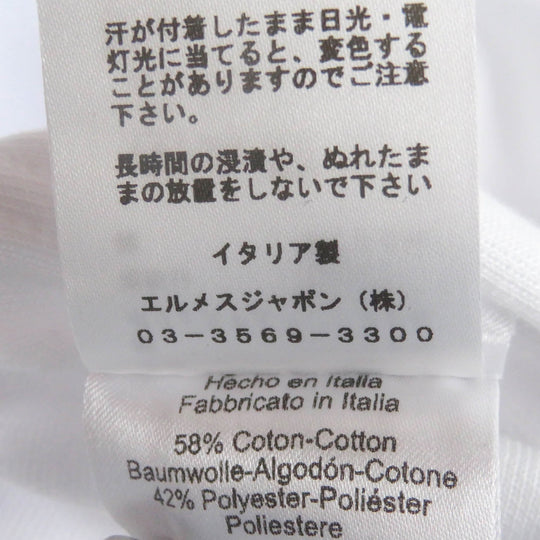 汗が付着したまま日光・電
灯光に当てると、変色する
ことがありますのでご注意
下さい。
長時間の浸漬や、ぬれたま
まの放置をしないで下さい
イタリア製
エルメスジャポン（株）
03-3569-3300
Hecho en Italia
Fabbricato in Italia
58% Coton-Cotton
Baumwolle-Algodón-Cotone
42% Polyester-Poliéster
Poliestere